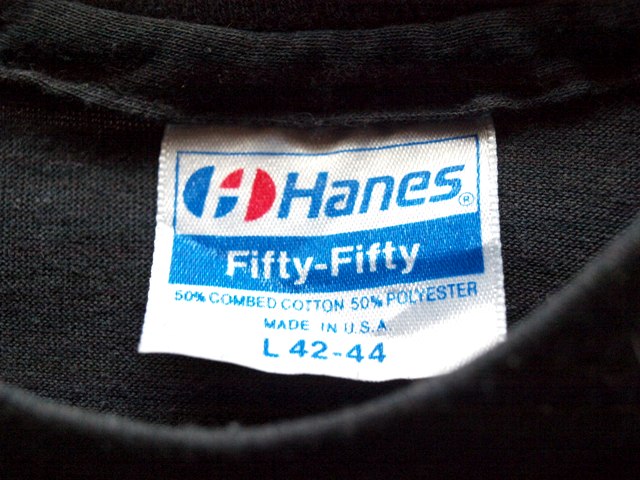 H Hanes®
Fifty-Fifty
50% COMBED COTTON 50% POLYESTER
MADE IN U.S.A
L 42-44